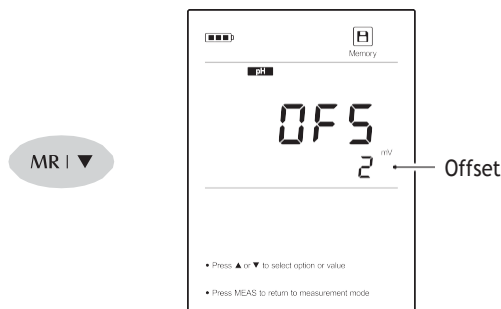 Memory
pH
OFS
mV
2
Offset
MR | ▼
• Press ▲ or ▼ to select option or value
• Press MEAS to return to measurement mode